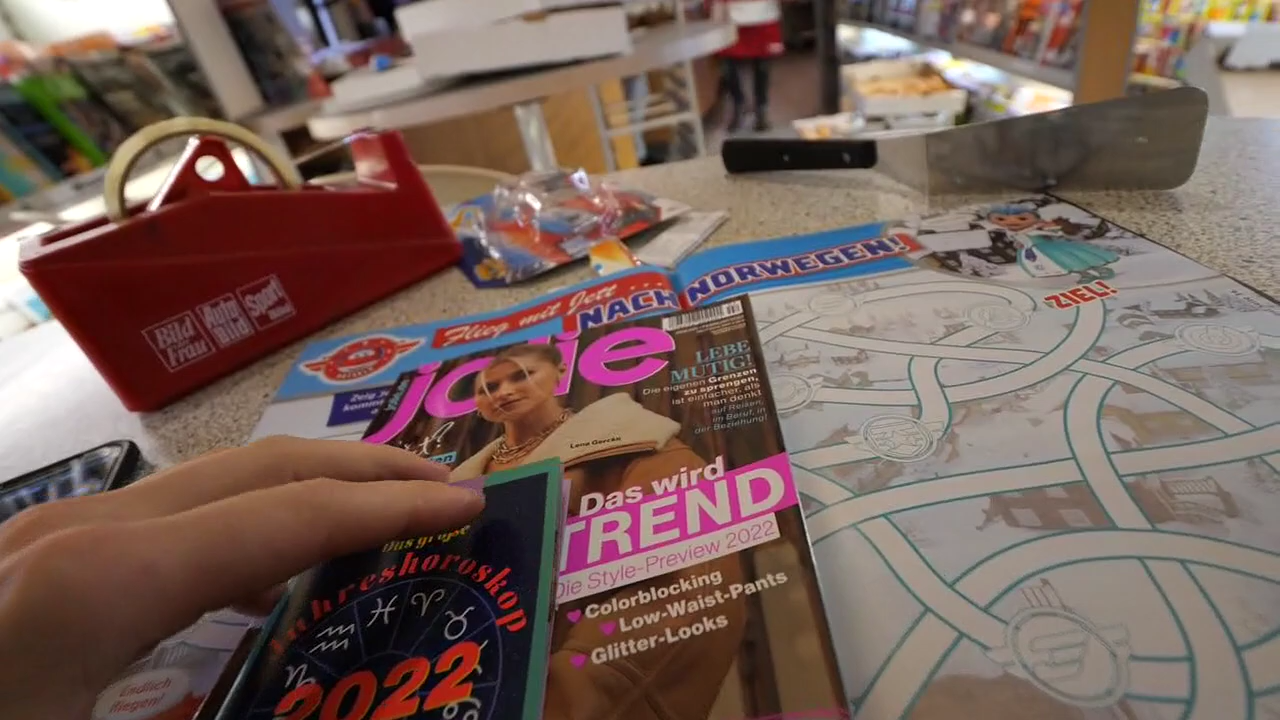 Bild der
Frau
Auto
Bild
Sport
Bild
Flieg mit Jett ...
NACH NORWEGEN!
ZIEL!
jolie
LEBE
MUTIG!
Die eigenen Grenzen
zu sprengen,
ist einfacher, als
man denkt
auf Reisen,
im Beruf, in
der Beziehung!
Lena Gercke
Das wird
TREND
Die Style-Preview 2022
Colorblocking
Low-Waist-Pants
Glitter-Looks
Das große
Jahreshoroskop
2022
Endlich
fliegen!